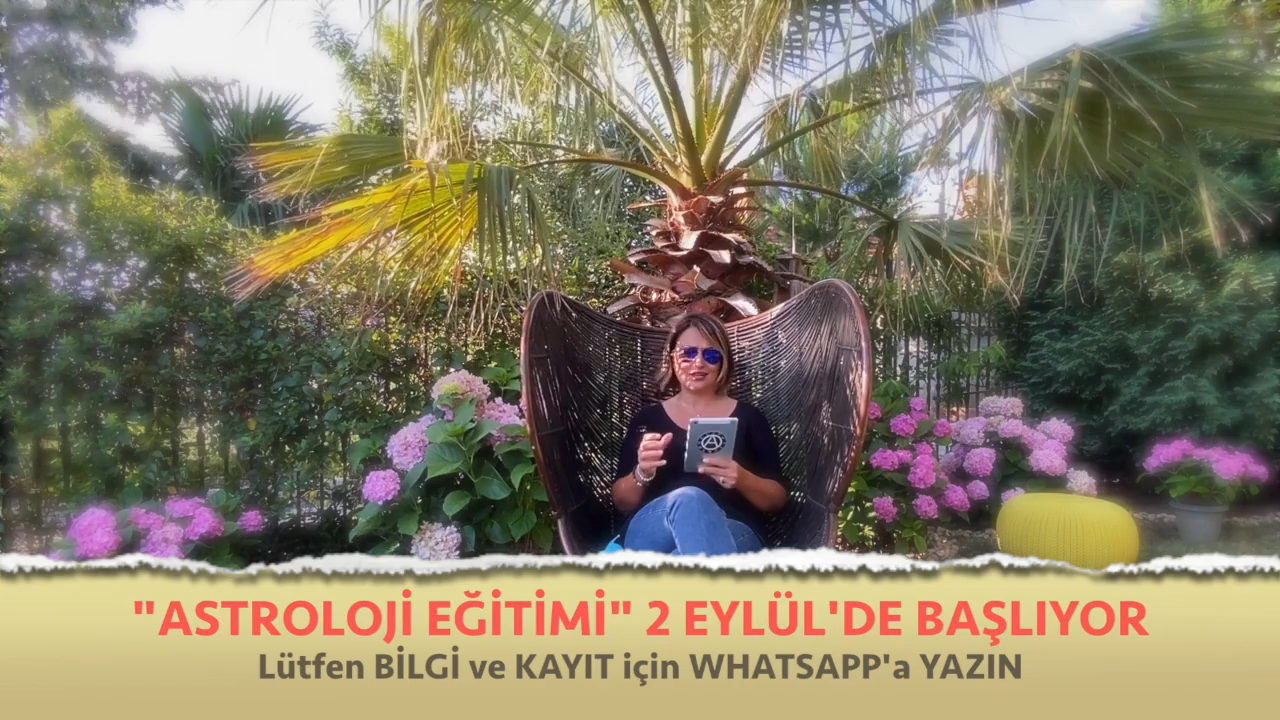 "ASTROLOJİ EĞİTİMİ" 2 EYLÜL'DE BAŞLIYOR
Lütfen BİLGİ ve KAYIT için WHATSAPP'a YAZIN